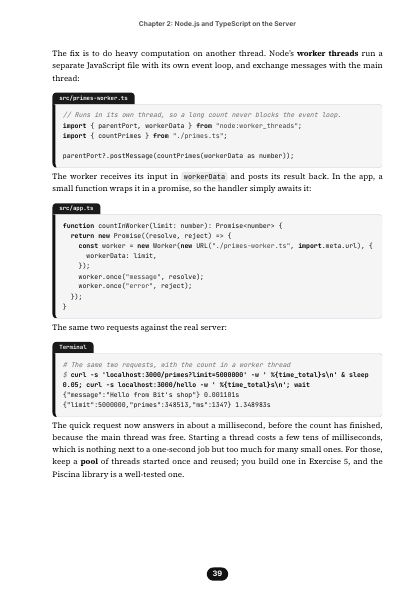 Chapter 2: Node.js and TypeScript on the Server
The fix is to do heavy computation on another thread. Node's worker threads run a
separate JavaScript file with its own event loop, and exchange messages with the main
thread:
src/primes-worker.ts
// Runs in its own thread, so a long count never blocks the event loop.
import { parentPort, workerData } from "node:worker_threads";
import { countPrimes } from "./primes.ts";
parentPort?.postMessage(countPrimes(workerData as number));
The worker receives its input in workerData and posts its result back. In the app, a
small function wraps it in a promise, so the handler simply awaits it:
src/app.ts
function countInWorker(limit: number): Promise<number> {
return new Promise((resolve, reject) => {
const worker = new Worker(new URL("./primes-worker.ts", import.meta.url), {
workerData: limit,
});
worker.once("message", resolve);
worker.once("error", reject);
});
}
The same two requests against the real server:
Terminal
# The same two requests, with the count in a worker thread
$ curl -s 'localhost:3000/primes?limit=5000000' -w ' %{time_total}s\n' & sleep
0.05; curl -s localhost:3000/hello -w ' %{time_total}s\n'; wait
{"message":"Hello from Bit's shop"} 0.001101s
{"limit":5000000,"primes":348513,"ms":1347} 1.348983s
The quick request now answers in about a millisecond, before the count has finished,
because the main thread was free. Starting a thread costs a few tens of milliseconds,
which is nothing next to a one-second job but too much for many small ones. For those,
keep a pool of threads started once and reused; you build one in Exercise 5, and the
Piscina library is a well-tested one.
39